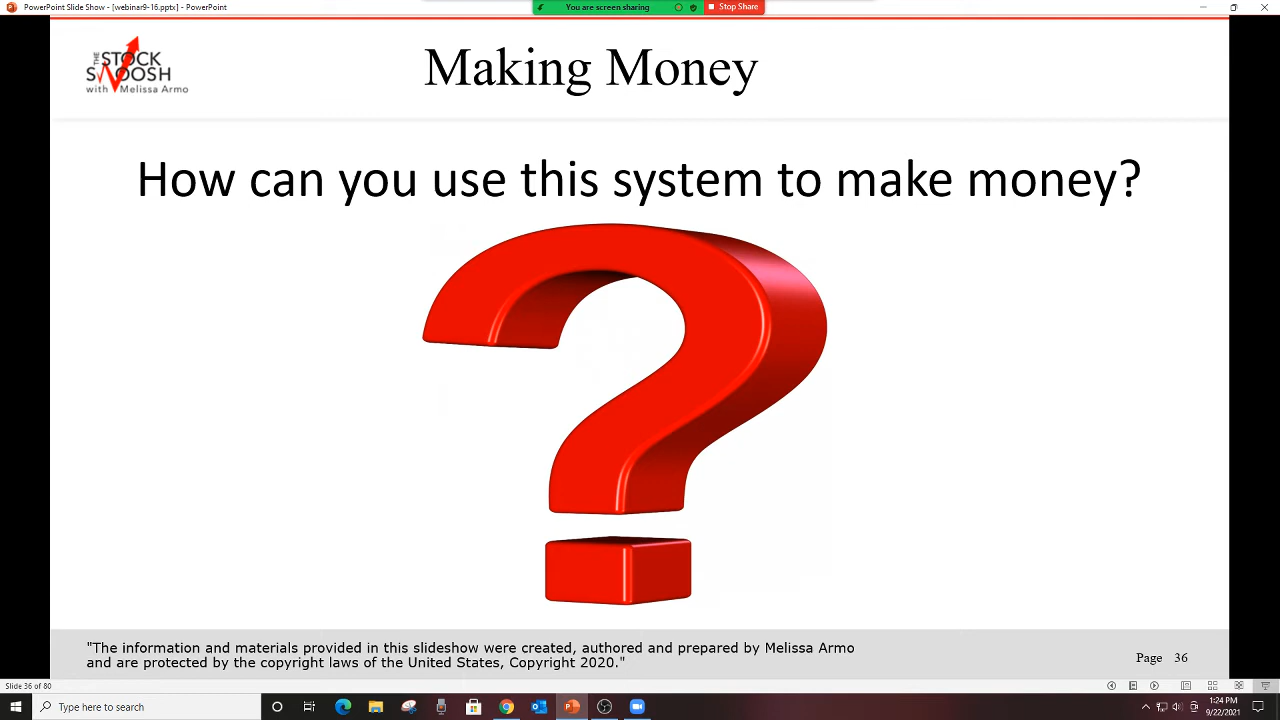 PowerPoint Slide Show - [webinar9-16.pptx] - PowerPoint
You are screen sharing
Stop Share
THE
STOCK
SWOOSH
with Melissa Armo
Making Money
How can you use this system to make money?
?
"The information and materials provided in this slideshow were created, authored and prepared by Melissa Armo
and are protected by the copyright laws of the United States, Copyright 2020."
Page 36
Slide 36 of 80
Type here to search
1:24 PM
9/22/2021